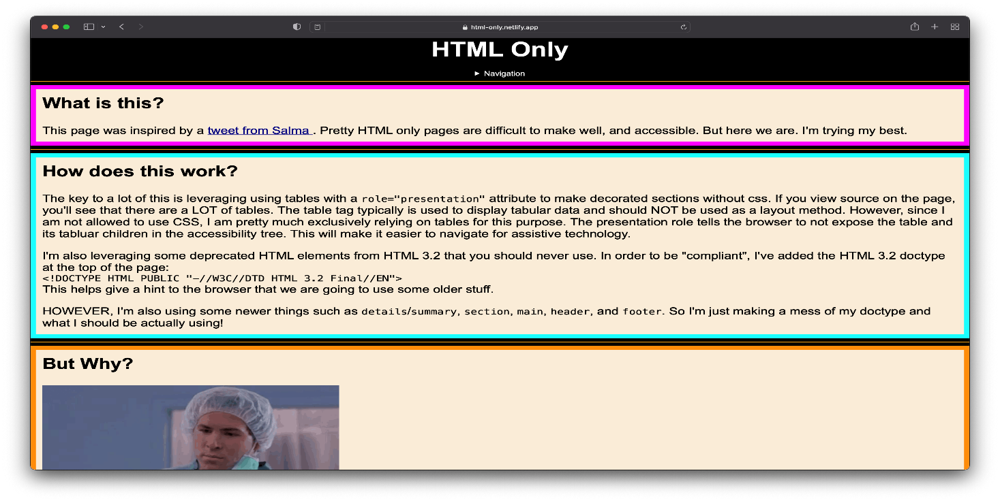 html-only.netlify.app
HTML Only
► Navigation
What is this?
This page was inspired by a tweet from Salma . Pretty HTML only pages are difficult to make well, and accessible. But here we are. I'm trying my best.
How does this work?
The key to a lot of this is leveraging using tables with a role="presentation" attribute to make decorated sections without css. If you view source on the page,
you'll see that there are a LOT of tables. The table tag typically is used to display tabular data and should NOT be used as a layout method. However, since I
am not allowed to use CSS, I am pretty much exclusively relying on tables for this purpose. The presentation role tells the browser to not expose the table and
its tabluar children in the accessibility tree. This will make it easier to navigate for assistive technology.
I'm also leveraging some deprecated HTML elements from HTML 3.2 that you should never use. In order to be "compliant", I've added the HTML 3.2 doctype
at the top of the page:
<!DOCTYPE HTML PUBLIC "-//W3C//DTD HTML 3.2 Final//EN">
This helps give a hint to the browser that we are going to use some older stuff.
HOWEVER, I'm also using some newer things such as details/summary, section, main, header, and footer. So I'm just making a mess of my doctype and
what I should be actually using!
But Why?